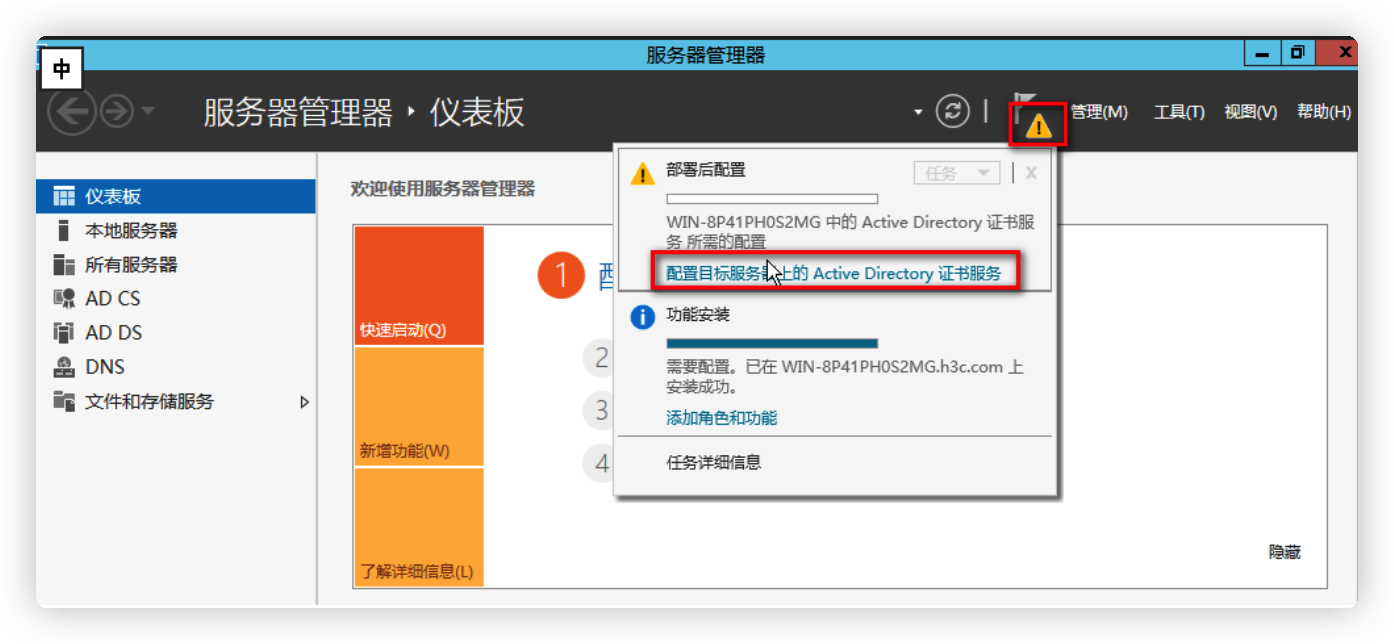 服务器管理器
中
服务器管理器 ‣ 仪表板
管理(M) 工具(T) 视图(V) 帮助(H)
仪表板
本地服务器
所有服务器
AD CS
AD DS
DNS
文件和存储服务
欢迎使用服务器管理器
快速启动(Q)
新增功能(W)
了解详细信息(L)
1
2
3
4
部署后配置
任务
X
WIN-8P41PH0S2MG 中的 Active Directory 证书服
务 所需的配置
配置目标服务器上的 Active Directory 证书服务
功能安装
需要配置。已在 WIN-8P41PH0S2MG.h3c.com 上
安装成功。
添加角色和功能
任务详细信息
隐藏